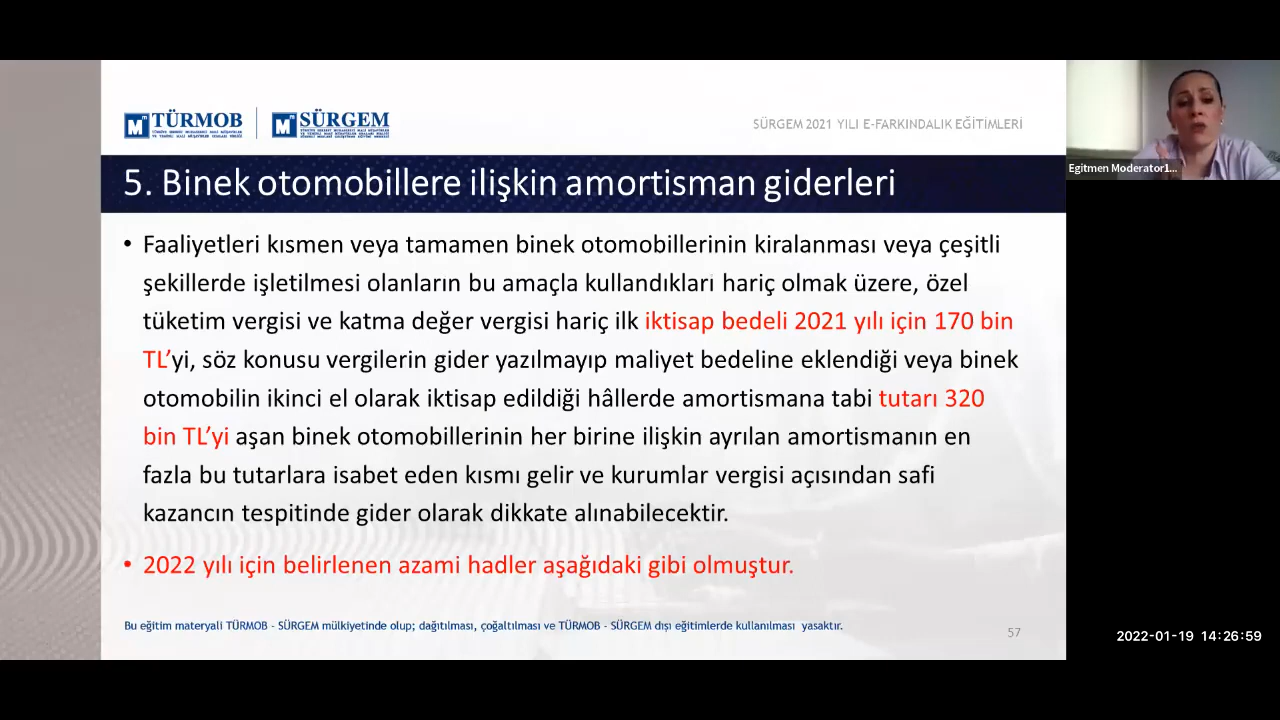 TÜRMOB
SÜRGEM
SÜRGEM 2021 YILI E-FARKINDALIK EĞİTİMLERİ
Egitmen Moderator1...
5. Binek otomobillere ilişkin amortisman giderleri
• Faaliyetleri kısmen veya tamamen binek otomobillerinin kiralanması veya çeşitli
şekillerde işletilmesi olanların bu amaçla kullandıkları hariç olmak üzere, özel
tüketim vergisi ve katma değer vergisi hariç ilk iktisap bedeli 2021 yılı için 170 bin
TL’yi, söz konusu vergilerin gider yazılmayıp maliyet bedeline eklendiği veya binek
otomobilin ikinci el olarak iktisap edildiği hâllerde amortismana tabi tutarı 320
bin TL’yi aşan binek otomobillerinin her birine ilişkin ayrılan amortismanın en
fazla bu tutarlara isabet eden kısmı gelir ve kurumlar vergisi açısından safi
kazancın tespitinde gider olarak dikkate alınabilecektir.
• 2022 yılı için belirlenen azami hadler aşağıdaki gibi olmuştur.
Bu eğitim materyali TÜRMOB - SÜRGEM mülkiyetinde olup; dağıtılması, çoğaltılması ve TÜRMOB - SÜRGEM dışı eğitimlerde kullanılması yasaktır.
57
2022-01-19 14:26:59